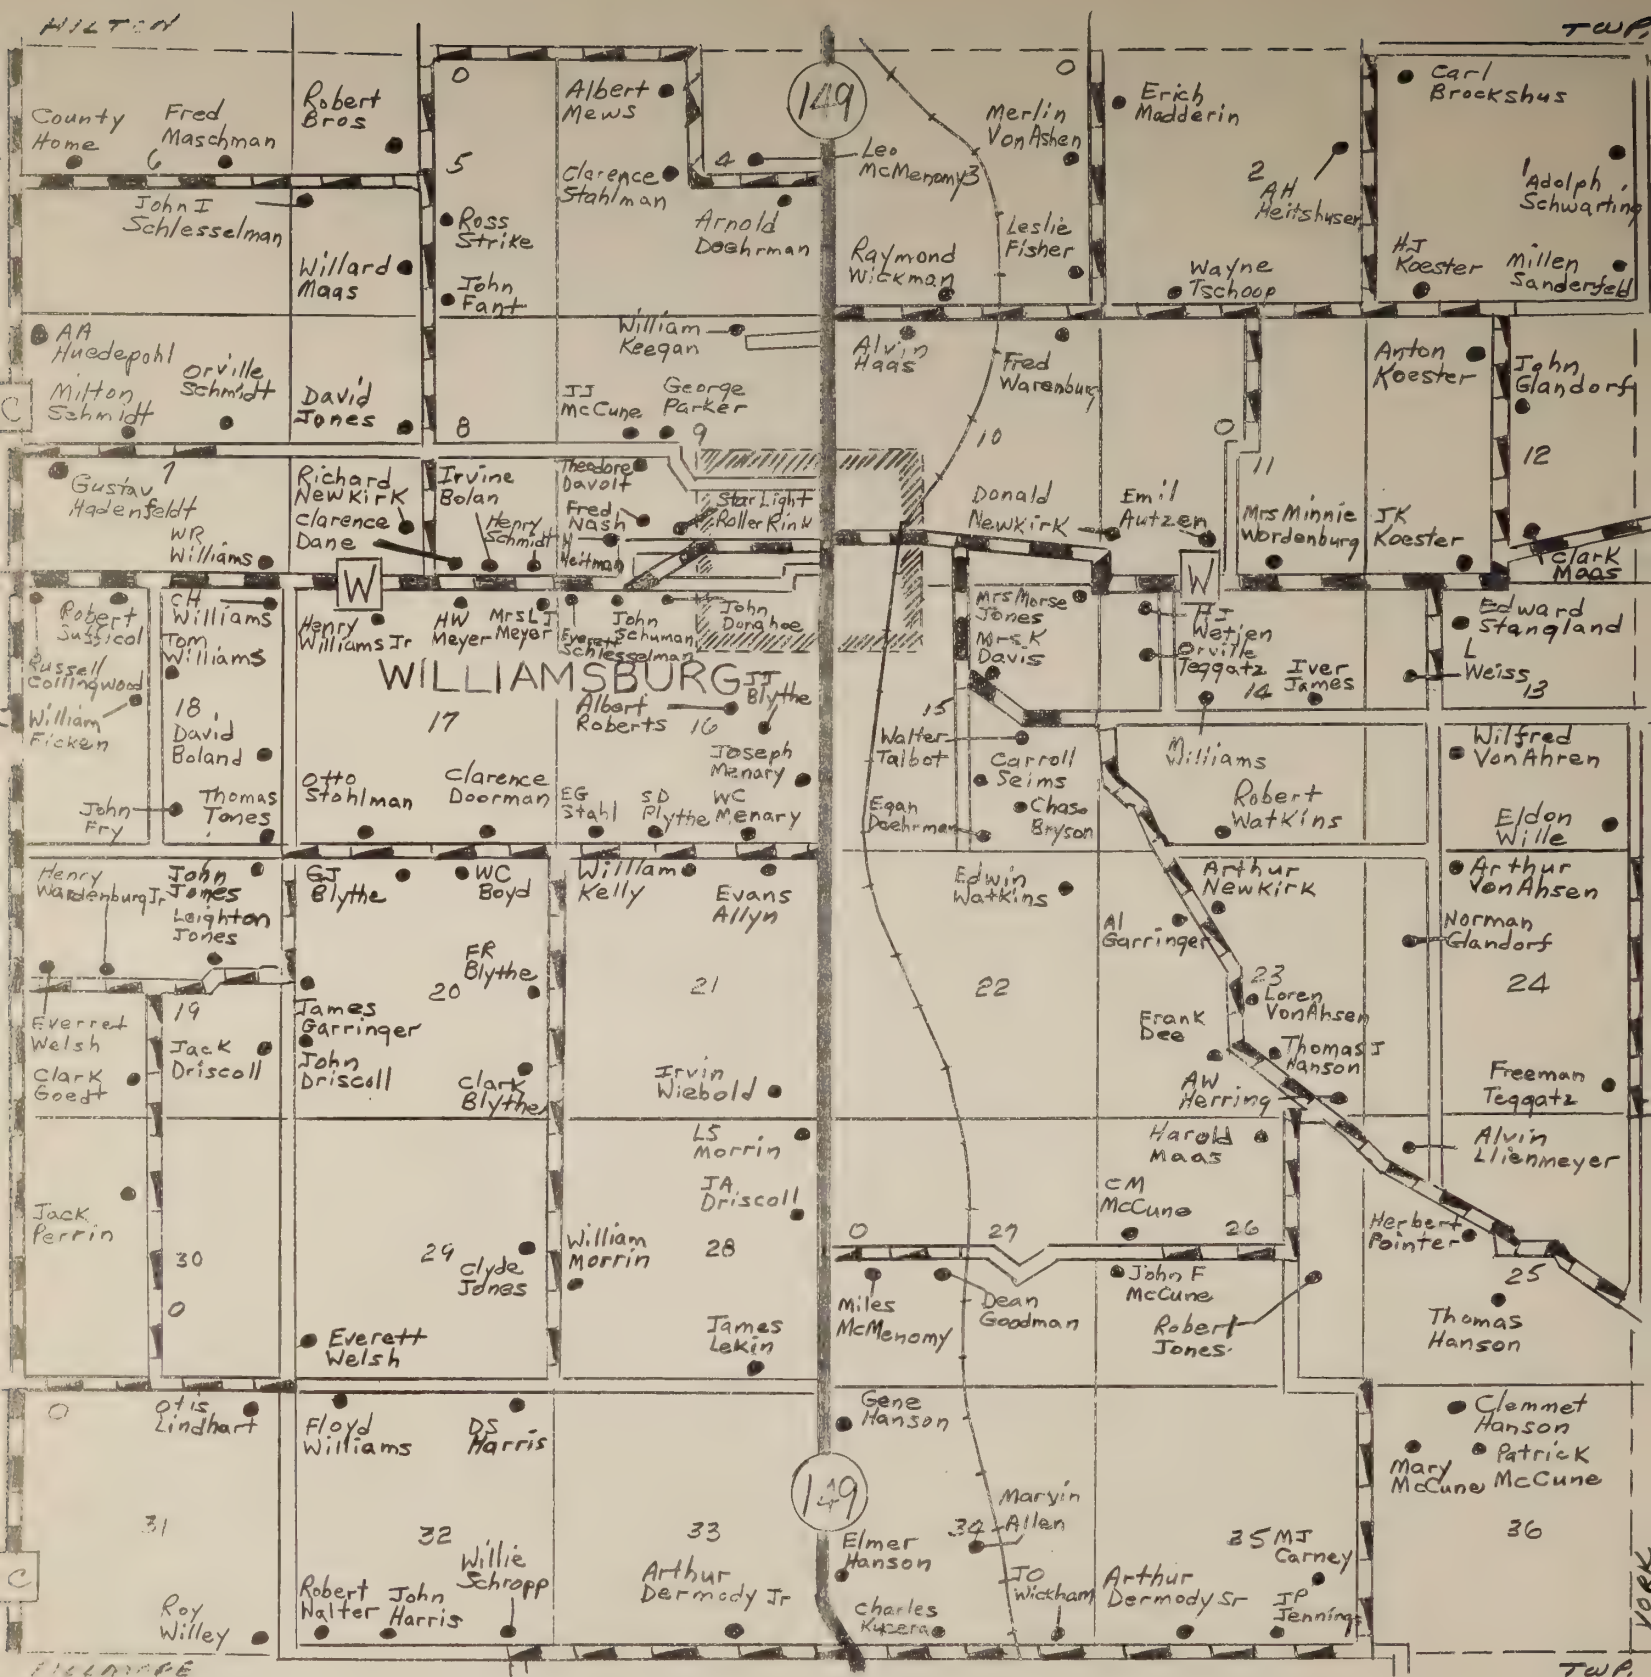 HILTON
TWP.
County
Home
Fred
Maschman
6
Robert
Bros
0
5
Albert
Mews
Clarence
Stahlman
4
149
Leo
McMenomy
3
Merlin
VonAshen
0
Erich
Madderin
2
AH
Heitshuser
Carl
Brockshus
1
Adolph
Schwarting
John I
Schlesselman
Willard
Maas
Ross
Strike
John
Fant
Arnold
Doehrman
Raymond
Wickman
Leslie
Fisher
Wayne
Tschoop
HJ
Koester
Millen
Sanderfeld
AA
Huedepohl
Milton
Schmidt
Orville
Schmidt
David
Jones
8
William
Keegan
JJ
McCune
George
Parker
9
Alvin
Haas
Fred
Warenburg
10
0
11
Anton
Koester
John
Glandorf
12
C
Gustav
Hadenfeldt
7
WR
Williams
Richard
Newkirk
Clarence
Dane
Irvine
Bolan
Henry
Schmidt
Theodore
Davolt
Fred
Nash
H
Heitman
Star Light
Roller Rink
Donald
Newkirk
Emil
Autzen
Mrs Minnie
Wordenburg
JK
Koester
Clark
Maas
W
W
Robert
Sussical
Russell
Collingwood
William
Ficken
CH
Williams
Tom
Williams
18
David
Boland
Henry
Williams Jr
HW
Meyer
Mrs LJ
Meyer
Everett
Schlesselman
John
Schuman
John
Donahoe
WILLIAMSBURG
17
Albert
Roberts
16
JJ
Blythe
Joseph
Menary
Mrs Morse
Jones
Mrs K
Davis
15
HJ
Wetjen
Orville
Teggatz
14
Iver
James
Edward
Stangland
L
Weiss
13
John
Fry
Thomas
Jones
Otto
Stohlman
Clarence
Doorman
EG
Stahl
SD
Plythe
WC
Menary
Walter
Talbot
Carroll
Seims
Egan
Doehrman
Chase
Bryson
Williams
Robert
Watkins
Wilfred
VonAhren
Eldon
Wille
Henry
Wardenburg Jr
John
Jones
Leighton
Jones
GJ
Blythe
WC
Boyd
William
Kelly
Evans
Allyn
Edwin
Watkins
Arthur
Newkirk
Al
Garringer
Arthur
VonAhsen
Norman
Glandorf
Everret
Welsh
Clark
Goedt
19
Jack
Driscoll
James
Garringer
John
Driscoll
20
FR
Blythe
Clark
Blythe
21
Irvin
Wiebold
22
Frank
Dee
23
Loren
VonAhsen
Thomas J
Hanson
AW
Herring
24
Freeman
Teggatz
Jack
Perrin
30
0
29
Clyde
Jones
Everett
Welsh
LS
Morrin
JA
Driscoll
William
Morrin
28
James
Lekin
0
27
Miles
McMenomy
Dean
Goodman
Harold
Maas
CM
McCune
26
John F
McCune
Robert
Jones
Alvin
Llienmeyer
Herbert
Pointer
25
Thomas
Hanson
0
Otis
Lindhart
31
Roy
Willey
Floyd
Williams
DS
Harris
32
Robert
Walter
John
Harris
Willie
Schropp
33
Arthur
Dermody Jr
149
Gene
Hanson
Elmer
Hanson
Charles
Kuzera
34
Marvin
Allen
JO
Wickham
Arthur
Dermody Sr
35
MJ
Carney
JP
Jennings
Clemmet
Hanson
Mary
McCune
Patrick
McCune
36
C
FILLMORE
YORK
TWP.